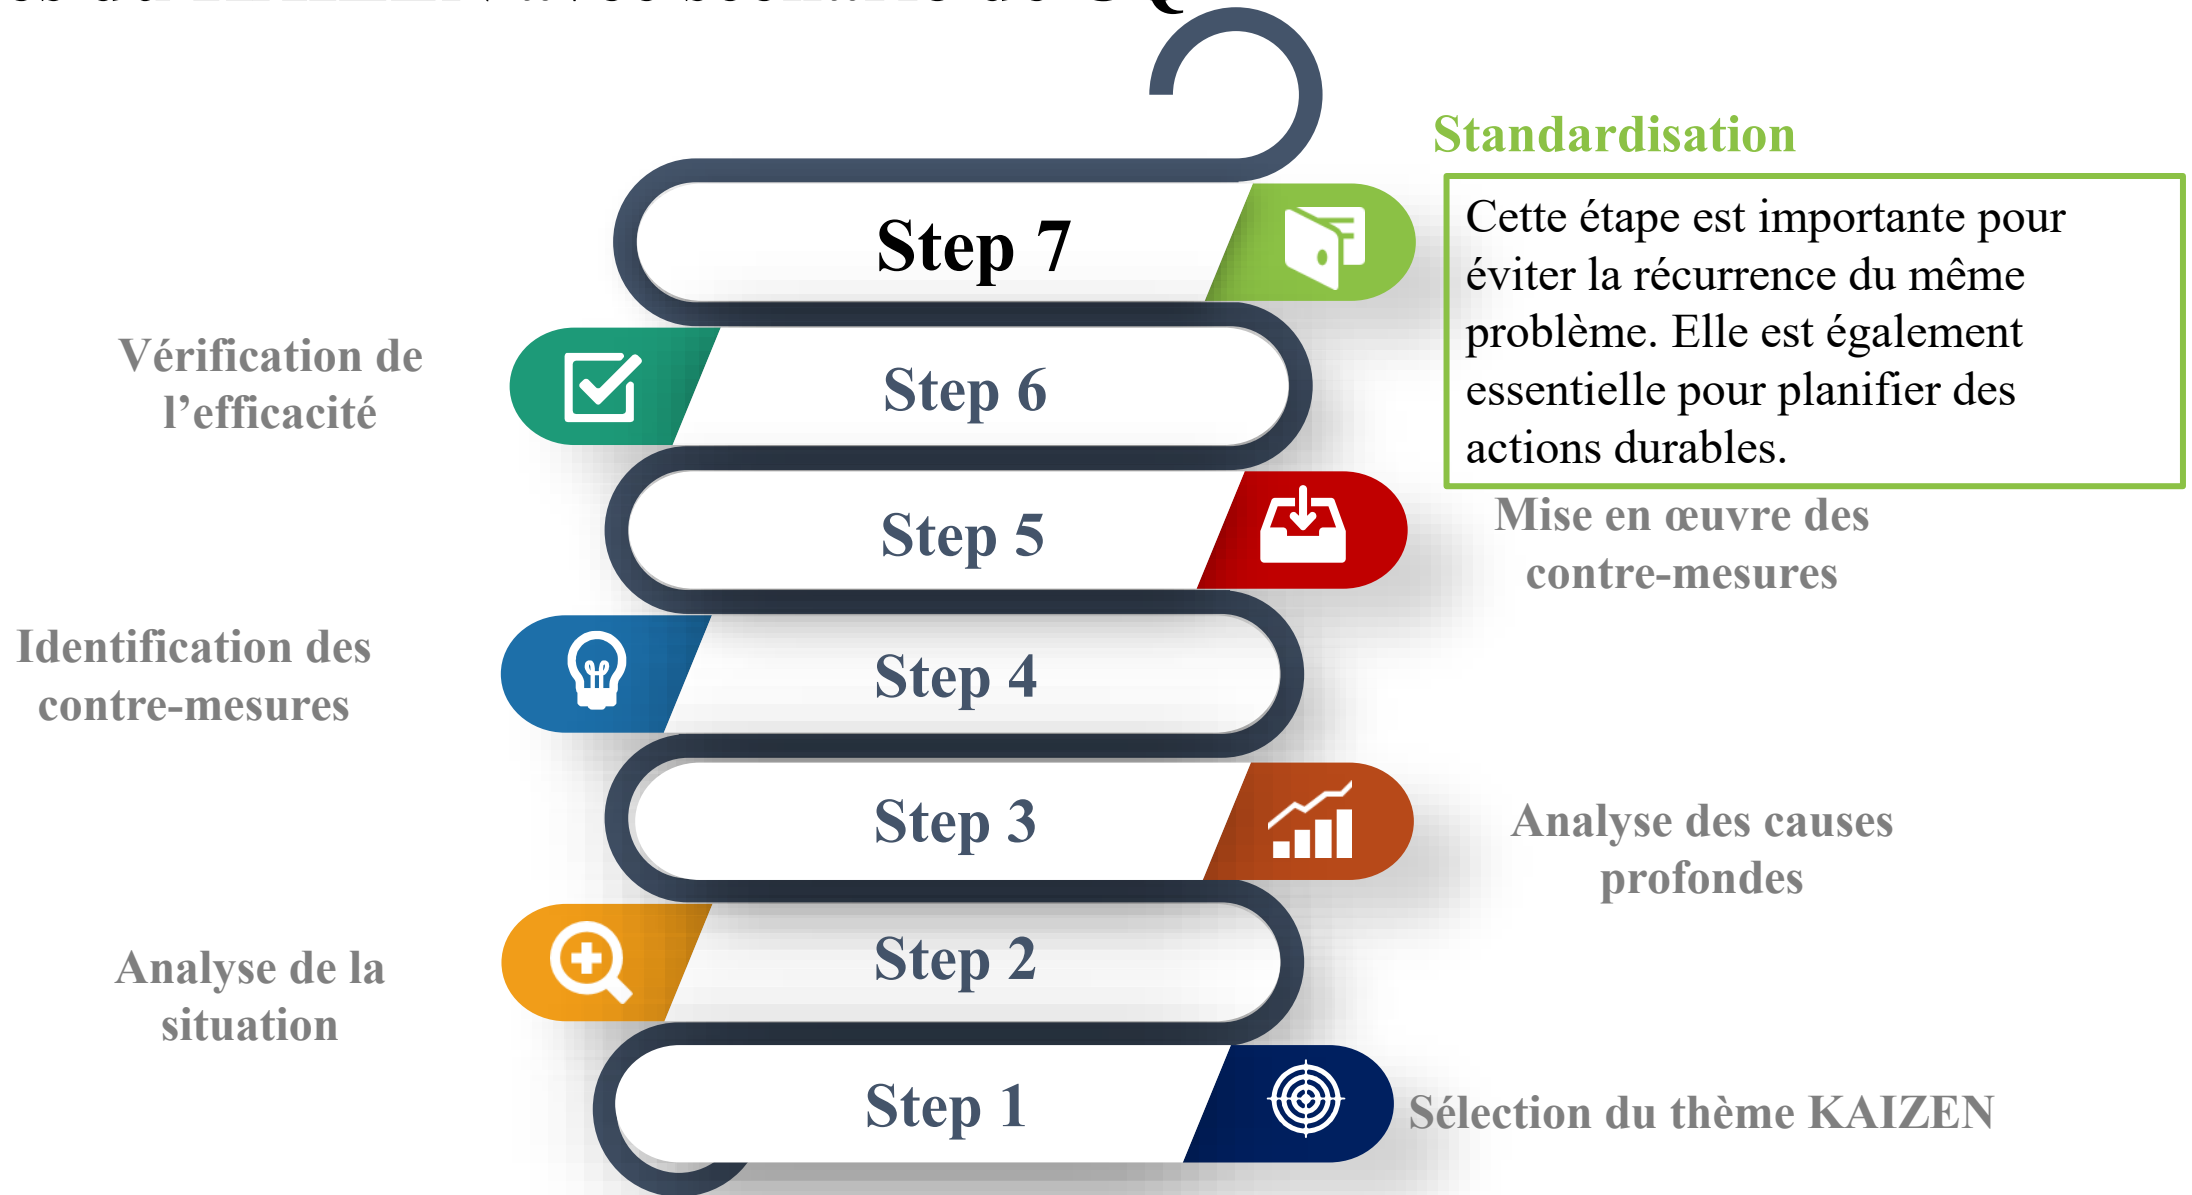 Standardisation
Step 7
Cette étape est importante pour
éviter la récurrence du même
problème. Elle est également
essentielle pour planifier des
actions durables.
Vérification de
l’efficacité
Step 6
Step 5
Mise en œuvre des
contre-mesures
Identification des
contre-mesures
Step 4
Step 3
Analyse des causes
profondes
Analyse de la
situation
Step 2
Step 1
Sélection du thème KAIZEN